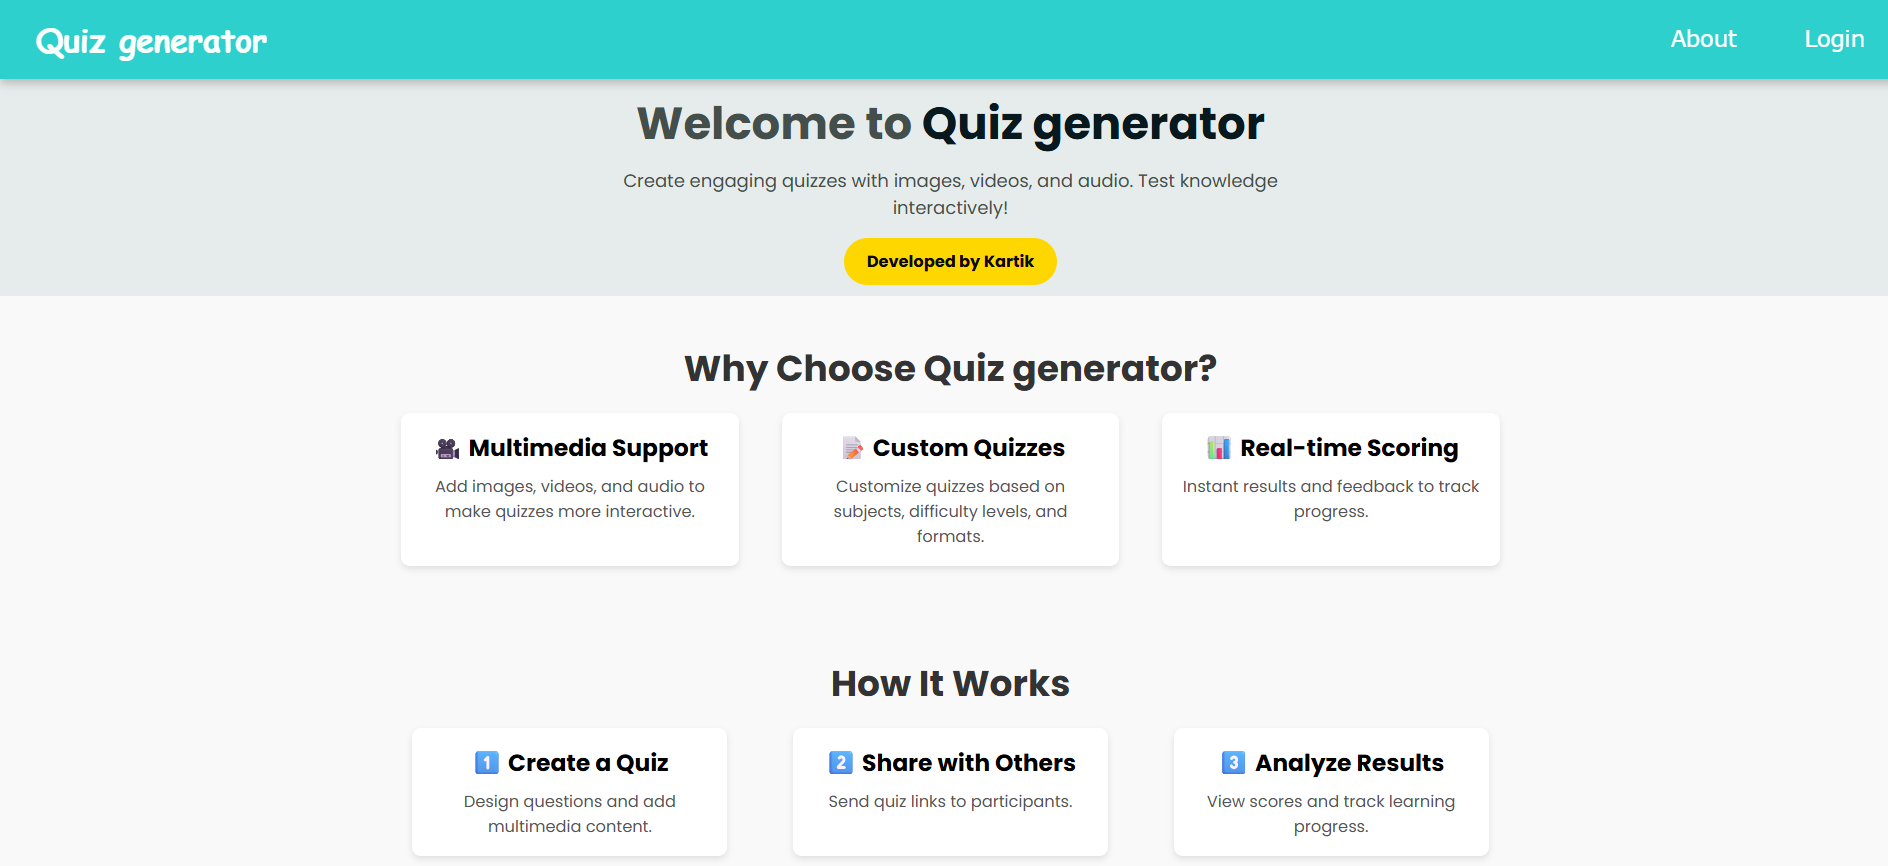 Quiz generator
About
Login
Welcome to Quiz generator
Create engaging quizzes with images, videos, and audio. Test knowledge
interactively!
Developed by Kartik
Why Choose Quiz generator?
🎥 Multimedia Support
Add images, videos, and audio to
make quizzes more interactive.
📝 Custom Quizzes
Customize quizzes based on
subjects, difficulty levels, and
formats.
📊 Real-time Scoring
Instant results and feedback to track
progress.
How It Works
1️⃣ Create a Quiz
Design questions and add
multimedia content.
2️⃣ Share with Others
Send quiz links to participants.
3️⃣ Analyze Results
View scores and track learning
progress.